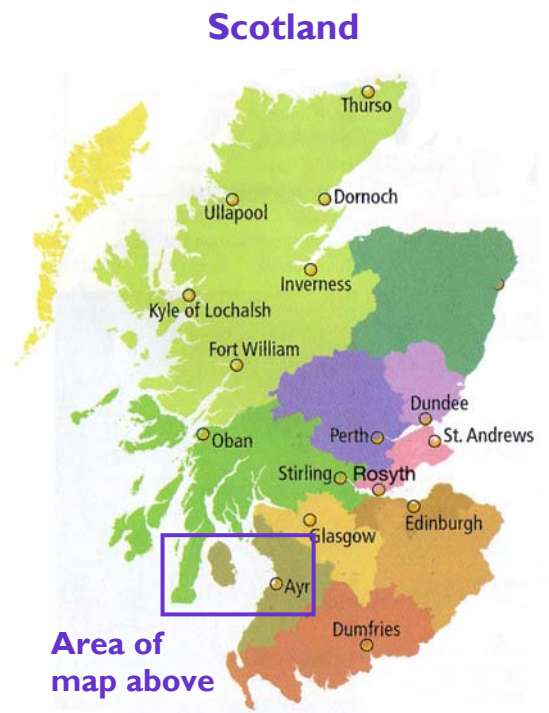 Scotland
Thurso
Dornoch
Ullapool
Inverness
Kyle of Lochalsh
Fort William
Dundee
Oban
Perth
St. Andrews
Stirling
Rosyth
Edinburgh
Glasgow
Ayr
Dumfries
Area of
map above